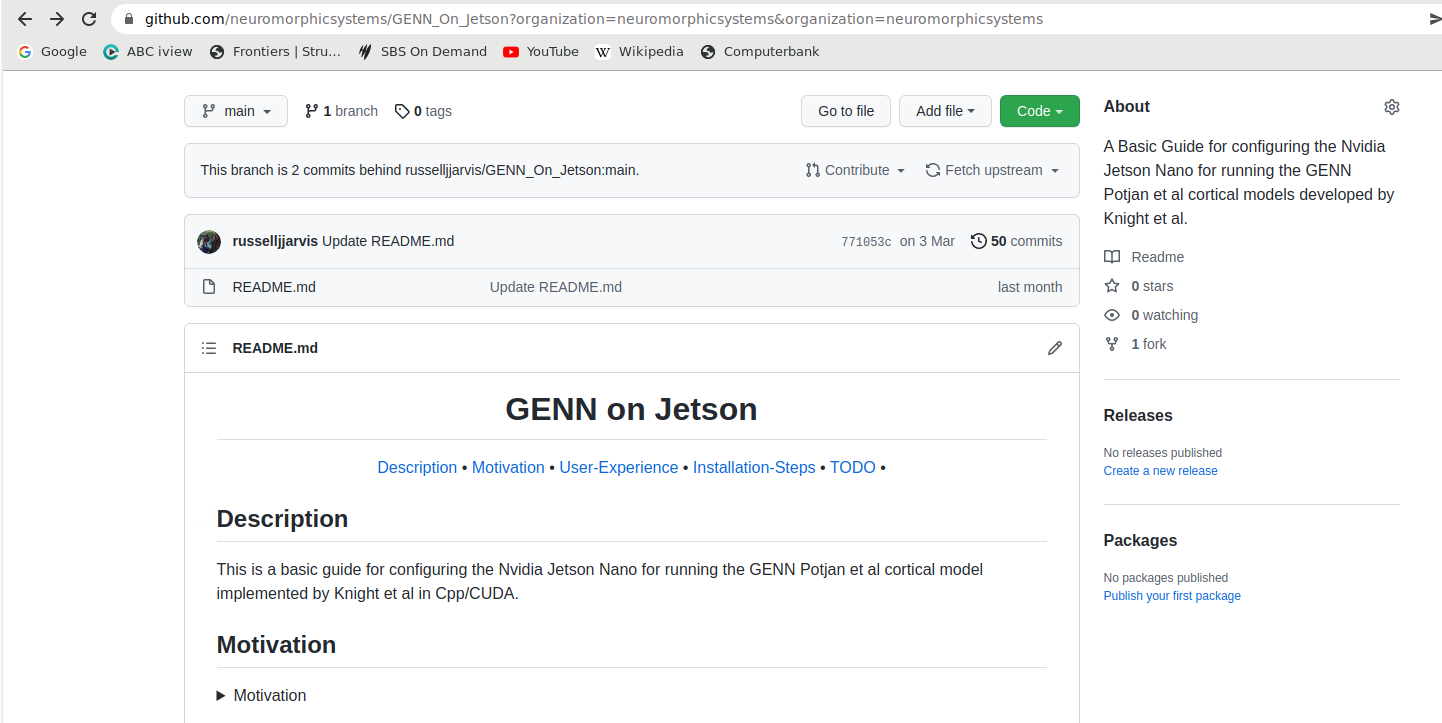 github.com/neuromorphicsystems/GENN_On_Jetson?organization=neuromorphicsystems&organization=neuromorphicsystems
Google ABC iview Frontiers | Stru… SBS On Demand YouTube Wikipedia Computerbank
main 1 branch 0 tags Go to file Add file Code
This branch is 2 commits behind russelljjarvis/GENN_On_Jetson:main. Contribute Fetch upstream
russelljjarvis Update README.md 771053c on 3 Mar 50 commits
README.md Update README.md last month
README.md
GENN on Jetson
Description • Motivation • User-Experience • Installation-Steps • TODO •
Description
This is a basic guide for configuring the Nvidia Jetson Nano for running the GENN Potjan et al cortical model
implemented by Knight et al in Cpp/CUDA.
Motivation
Motivation
About
A Basic Guide for configuring the Nvidia
Jetson Nano for running the GENN
Potjan et al cortical models developed by
Knight et al.
Readme
0 stars
0 watching
1 fork
Releases
No releases published
Create a new release
Packages
No packages published
Publish your first package